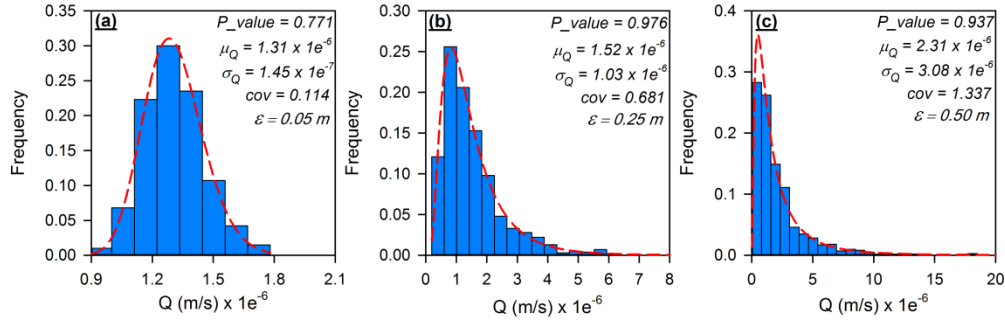 (a)
P_value = 0.771
μQ = 1.31 x 1e-6
σQ = 1.45 x 1e-7
cov = 0.114
ε = 0.05 m
Frequency
0.35
0.30
0.25
0.20
0.15
0.10
0.05
0.00
0.9 1.2 1.5 1.8 2.1
Q (m/s) x 1e-6
(b)
P_value = 0.976
μQ = 1.52 x 1e-6
σQ = 1.03 x 1e-6
cov = 0.681
ε = 0.25 m
Frequency
0.30
0.25
0.20
0.15
0.10
0.05
0.00
0 1 2 3 4 5 6 7 8
Q (m/s) x 1e-6
(c)
P_value = 0.937
μQ = 2.31 x 1e-6
σQ = 3.08 x 1e-6
cov = 1.337
ε = 0.50 m
Frequency
0.4
0.3
0.2
0.1
0.0
0 5 10 15 20
Q (m/s) x 1e-6